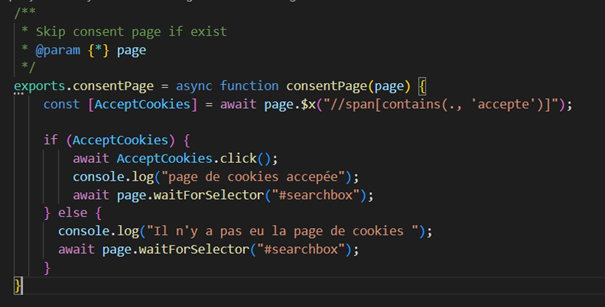 /**
 * Skip consent page if exist
 * @param {*} page
 */
exports.consentPage = async function consentPage(page) {
    const [AcceptCookies] = await page.$x("//span[contains(., 'accepte')]");

    if (AcceptCookies) {
        await AcceptCookies.click();
        console.log("page de cookies accepée");
        await page.waitForSelector("#searchbox");
    } else {
      console.log("Il n'y a pas eu la page de cookies ");
      await page.waitForSelector("#searchbox");
    }
}